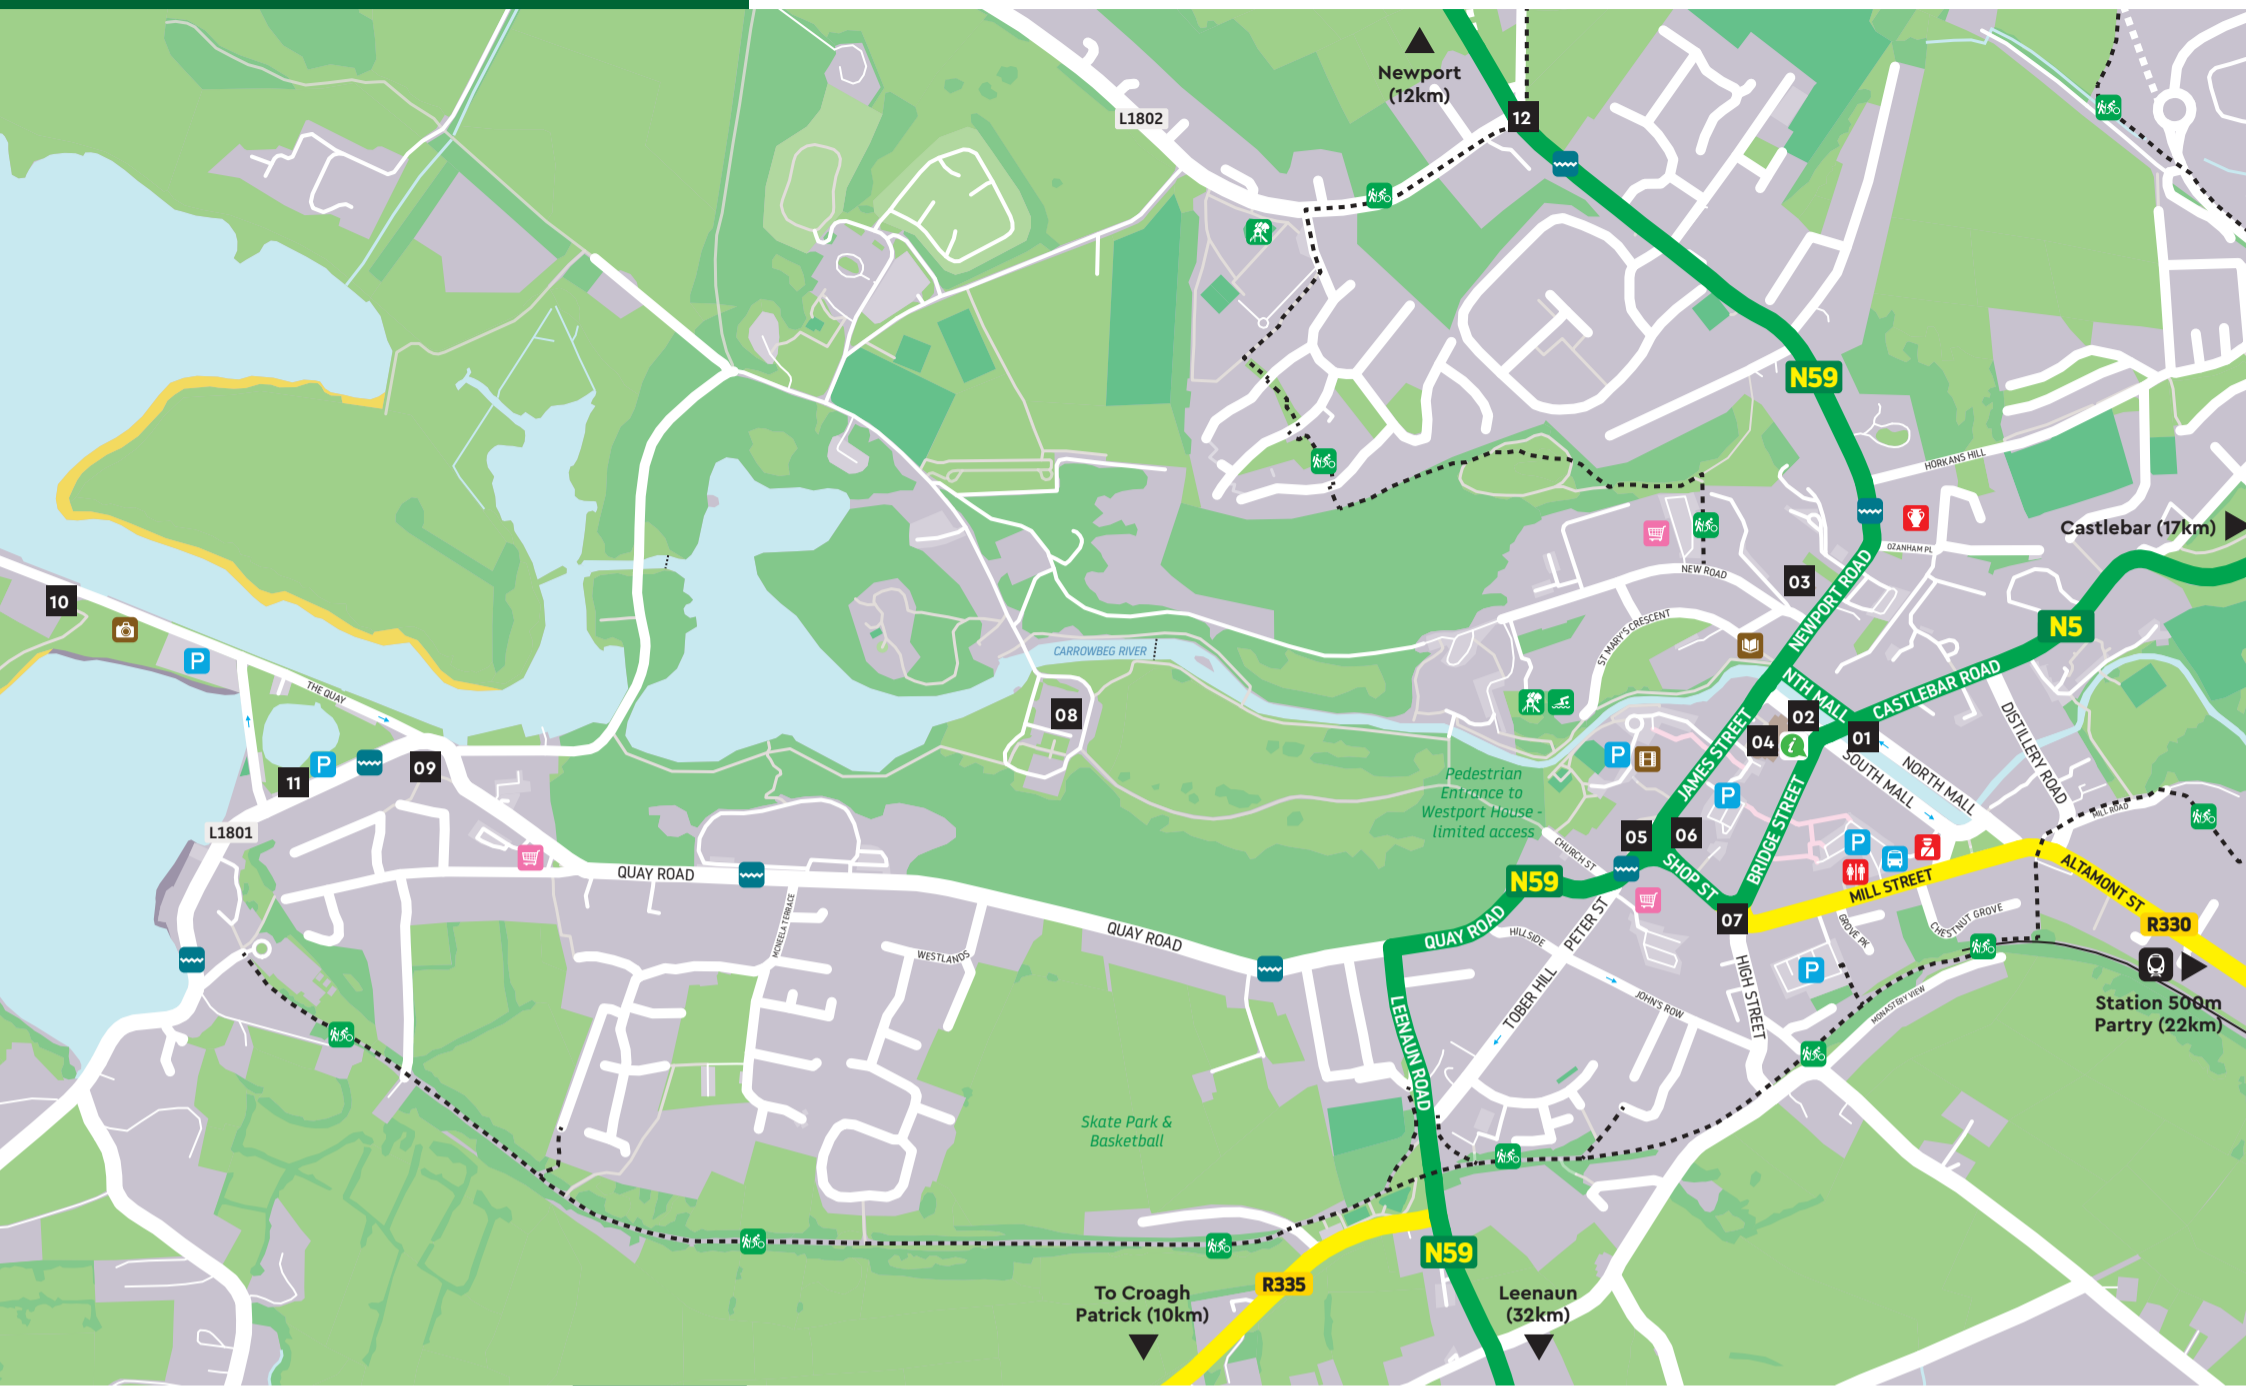 Newport
(12km)
L1802
12
N59
HORKANS HILL
Castlebar (17km)
OZANHAM PL
NEW ROAD
03
NEWPORT ROAD
N5
10
ST MARY'S CRESCENT
CARROWBEG RIVER
THE QUAY
P
08
NTH MALL
CASTLEBAR ROAD
02
04
i
01
DISTILLERY ROAD
JAMES STREET
SOUTH MALL
NORTH MALL
P
P
11
P
09
Pedestrian
Entrance to
Westport House -
limited access
BRIDGE STREET
MILL ROAD
L1801
05
06
CHURCH ST
SHOP ST
P
QUAY ROAD
N59
MILL STREET
ALTAMONT ST
07
R330
MCNEELA TERRACE
QUAY ROAD
QUAY ROAD
HILLSIDE
PETER ST
GROVE PK
CHESTNUT GROVE
WESTLANDS
P
HIGH STREET
TOBER HILL
JOHN'S ROW
MONASTERY VIEW
Station 500m
Partry (22km)
LEENAUN ROAD
Skate Park &
Basketball
N59
R335
To Croagh
Patrick (10km)
Leenaun
(32km)